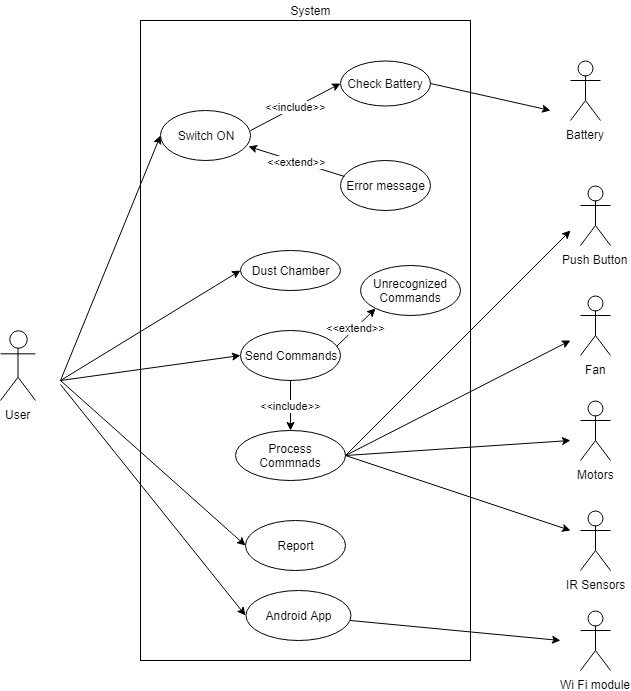 System
Check Battery
<<include>>
Battery
Switch ON
<<extend>>
Error message
Push Button
Dust Chamber
Unrecognized
Commands
<<extend>>
Send Commands
Fan
User
<<include>>
Process
Commnads
Motors
Report
IR Sensors
Android App
Wi Fi module